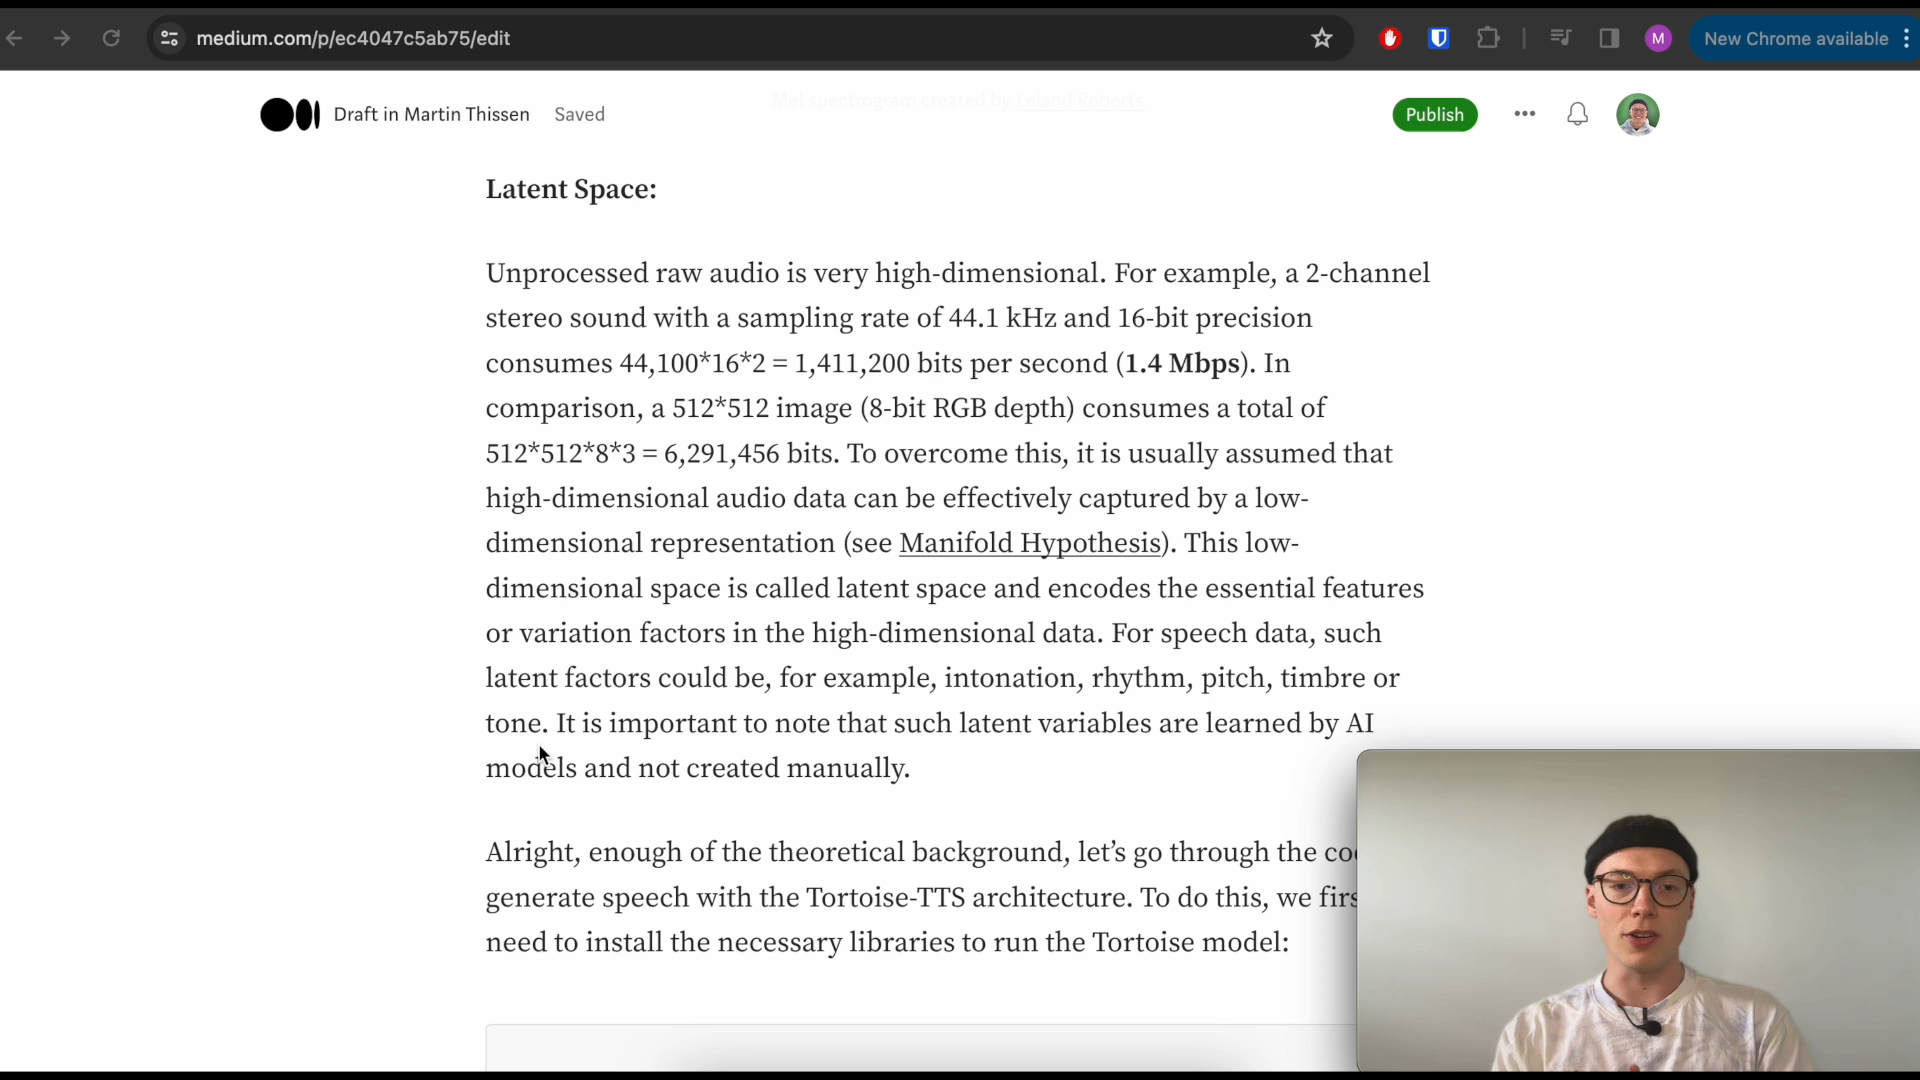 medium.com/p/ec4047c5ab75/edit
M
New Chrome available
Draft in Martin Thissen
Saved
Mel spectrogram created by Leland Roberts.
Publish
Latent Space:
Unprocessed raw audio is very high-dimensional. For example, a 2-channel
stereo sound with a sampling rate of 44.1 kHz and 16-bit precision
consumes 44,100*16*2 = 1,411,200 bits per second (1.4 Mbps). In
comparison, a 512*512 image (8-bit RGB depth) consumes a total of
512*512*8*3 = 6,291,456 bits. To overcome this, it is usually assumed that
high-dimensional audio data can be effectively captured by a low-
dimensional representation (see Manifold Hypothesis). This low-
dimensional space is called latent space and encodes the essential features
or variation factors in the high-dimensional data. For speech data, such
latent factors could be, for example, intonation, rhythm, pitch, timbre or
tone. It is important to note that such latent variables are learned by AI
models and not created manually.
Alright, enough of the theoretical background, let's go through the
generate speech with the Tortoise-TTS architecture. To do this, we
need to install the necessary libraries to run the Tortoise model: